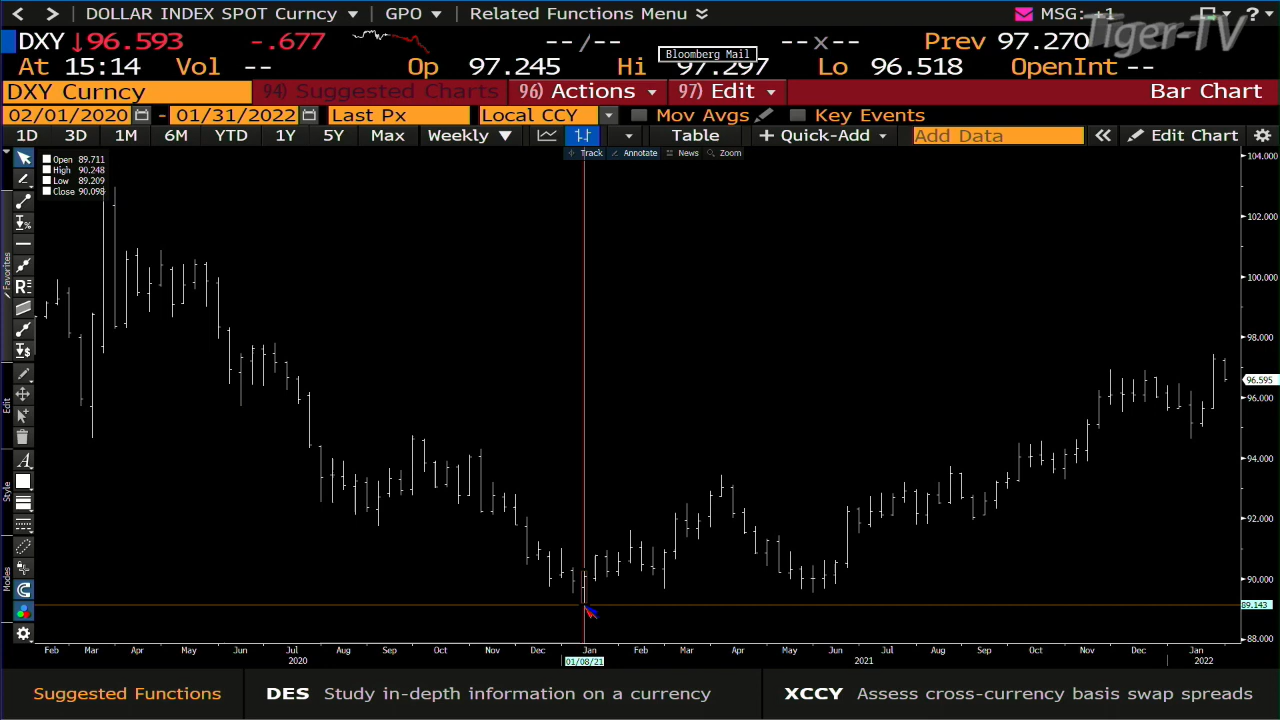 DOLLAR INDEX SPOT Curncy GPO Related Functions Menu MSG: +1 ?
Tiger-TV
DXY ↓96.593 -.677 --/-- --x-- Prev 97.270
Bloomberg Mail
At 15:14 Vol -- Op 97.245 Hi 97.297 Lo 96.518 OpenInt --
DXY Curncy 94) Suggested Charts 96) Actions 97) Edit Bar Chart
02/01/2020 - 01/31/2022 Last Px Local CCY Mov Avgs Key Events
1D 3D 1M 6M YTD 1Y 5Y Max Weekly Table + Quick-Add Add Data « Edit Chart
Track Annotate News Zoom
Open 89.711
High 90.248
Low 89.209
Close 90.098
Favorites
Edit
Style
Modes
104.000
102.000
100.000
98.000
96.595
96.000
94.000
92.000
90.000
89.143
88.000
Feb Mar Apr May Jun Jul Aug Sep Oct Nov Dec Jan Feb Mar Apr May Jun Jul Aug Sep Oct Nov Dec Jan
2020 01/08/21 2021 2022
Suggested Functions DES Study in-depth information on a currency XCCY Assess cross-currency basis swap spreads